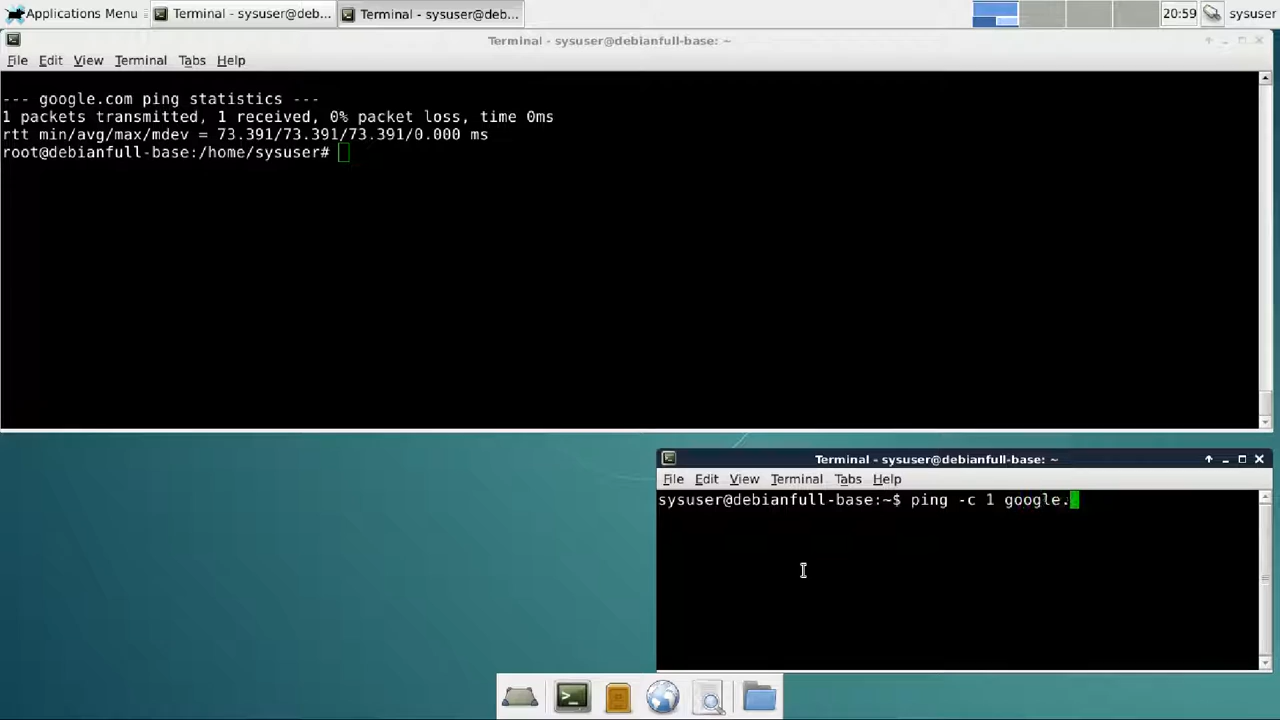 Applications Menu
Terminal - sysuser@deb...
Terminal - sysuser@deb...
20:59
sysuser
Terminal - sysuser@debianfull-base: ~
File Edit View Terminal Tabs Help
--- google.com ping statistics ---
1 packets transmitted, 1 received, 0% packet loss, time 0ms
rtt min/avg/max/mdev = 73.391/73.391/73.391/0.000 ms
root@debianfull-base:/home/sysuser#
Terminal - sysuser@debianfull-base: ~
File Edit View Terminal Tabs Help
sysuser@debianfull-base:~$ ping -c 1 google.